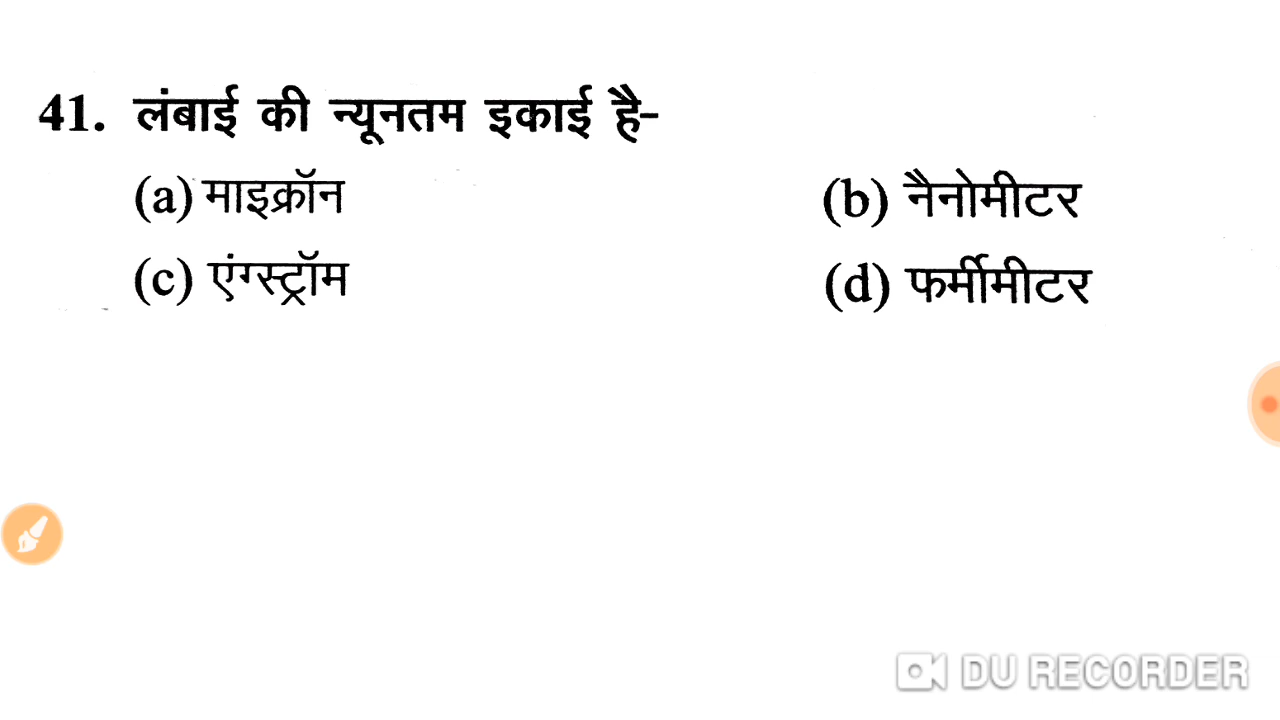 41. लंबाई की न्यूनतम इकाई है-
(a) माइक्रॉन (b) नैनोमीटर
(c) एंग्स्ट्रॉम (d) फर्मीमीटर
DU RECORDER